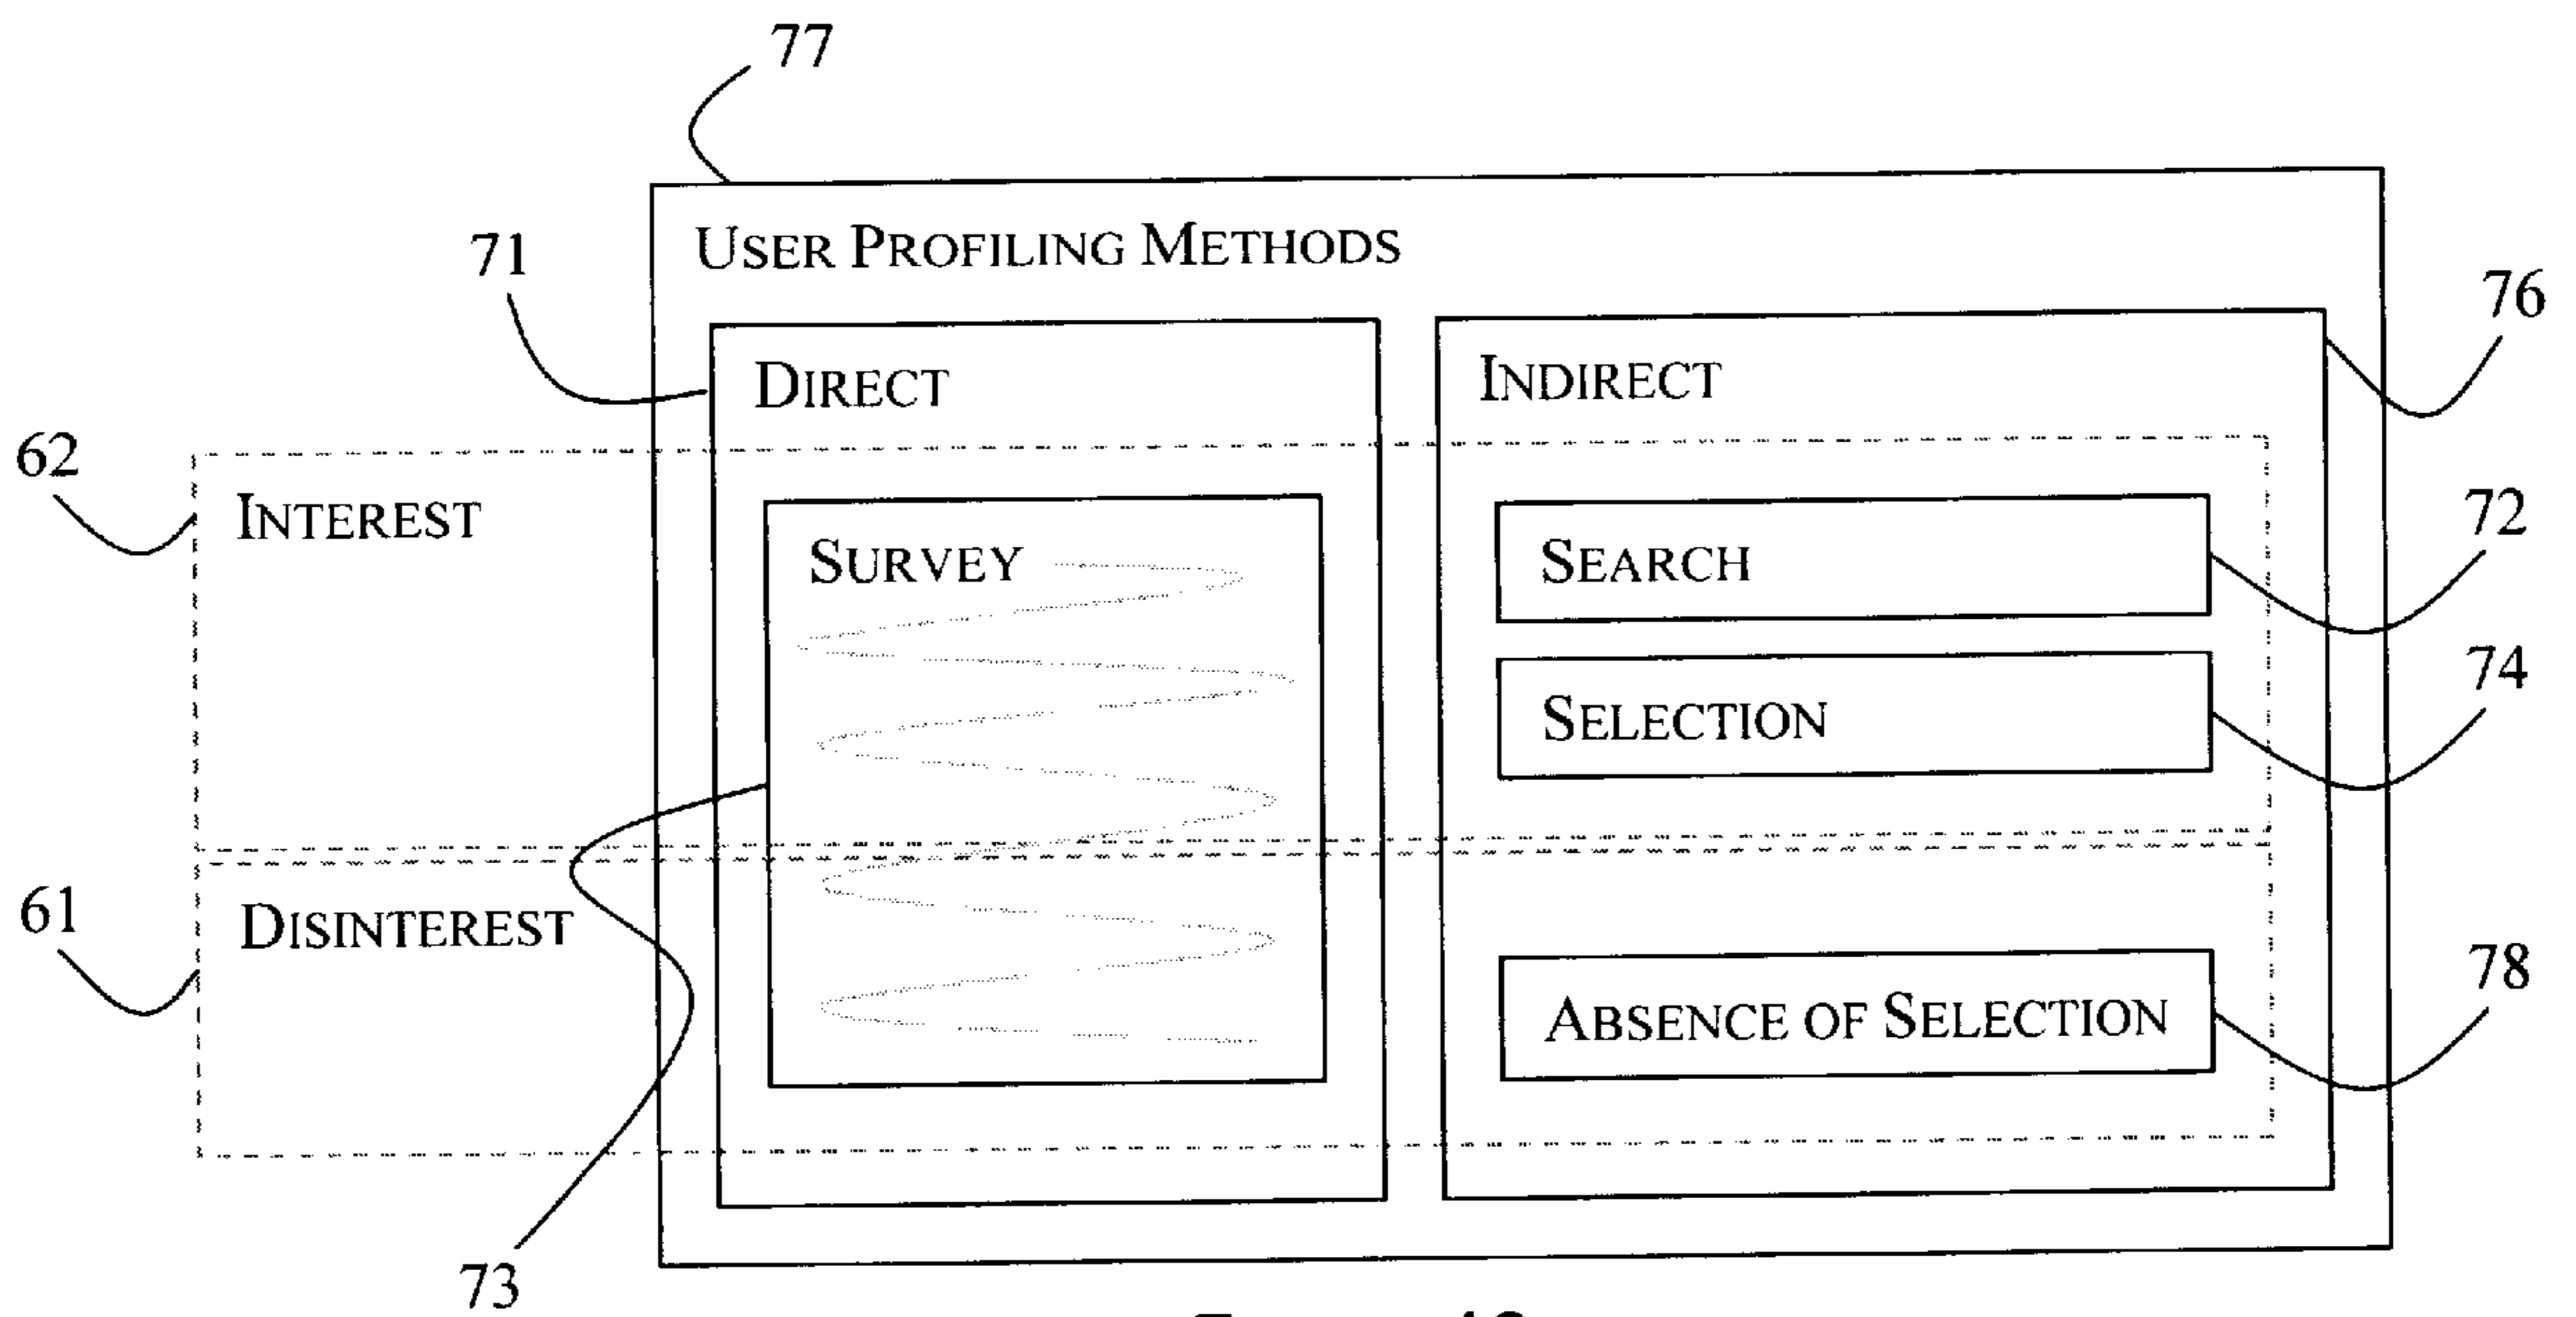 77
USER PROFILING METHODS
71
76
DIRECT
INDIRECT
62
INTEREST
SURVEY
SEARCH
72
SELECTION
74
61
DISINTEREST
ABSENCE OF SELECTION
78
73